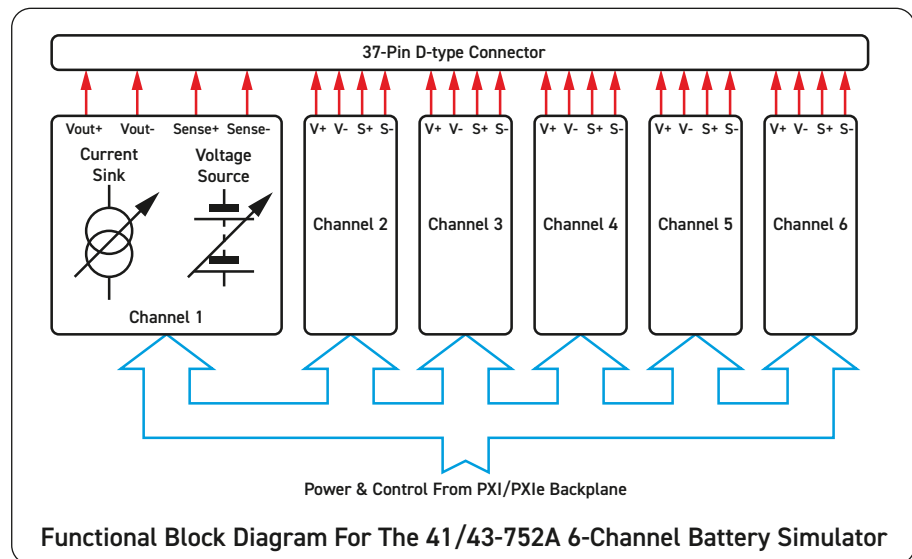 37-Pin D-type Connector
Vout+ Vout- Sense+ Sense- V+ V- S+ S- V+ V- S+ S- V+ V- S+ S- V+ V- S+ S- V+ V- S+ S-
Current
Sink
Voltage
Source
Channel 1
Channel 2
Channel 3
Channel 4
Channel 5
Channel 6
Power & Control From PXI/PXIe Backplane
Functional Block Diagram For The 41/43-752A 6-Channel Battery Simulator